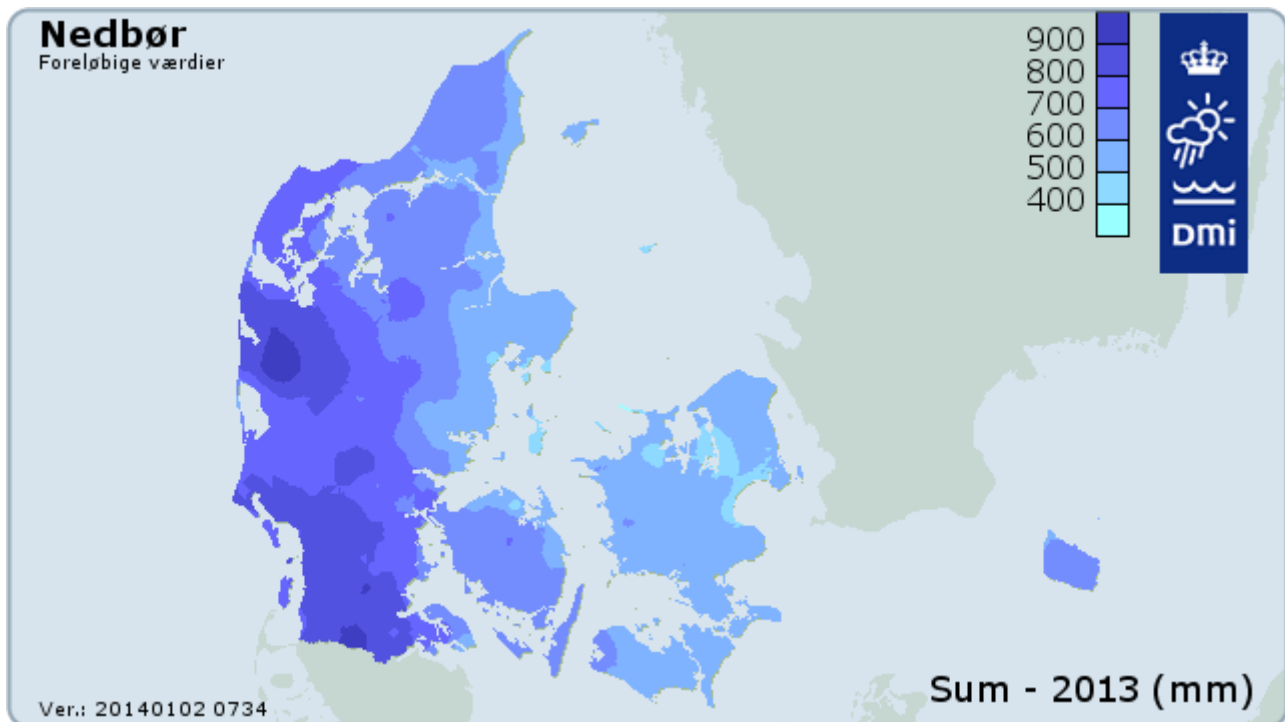 Nedbør
Foreløbige værdier
900
800
700
600
500
400
DMi
Sum - 2013 (mm)
Ver.: 20140102 0734